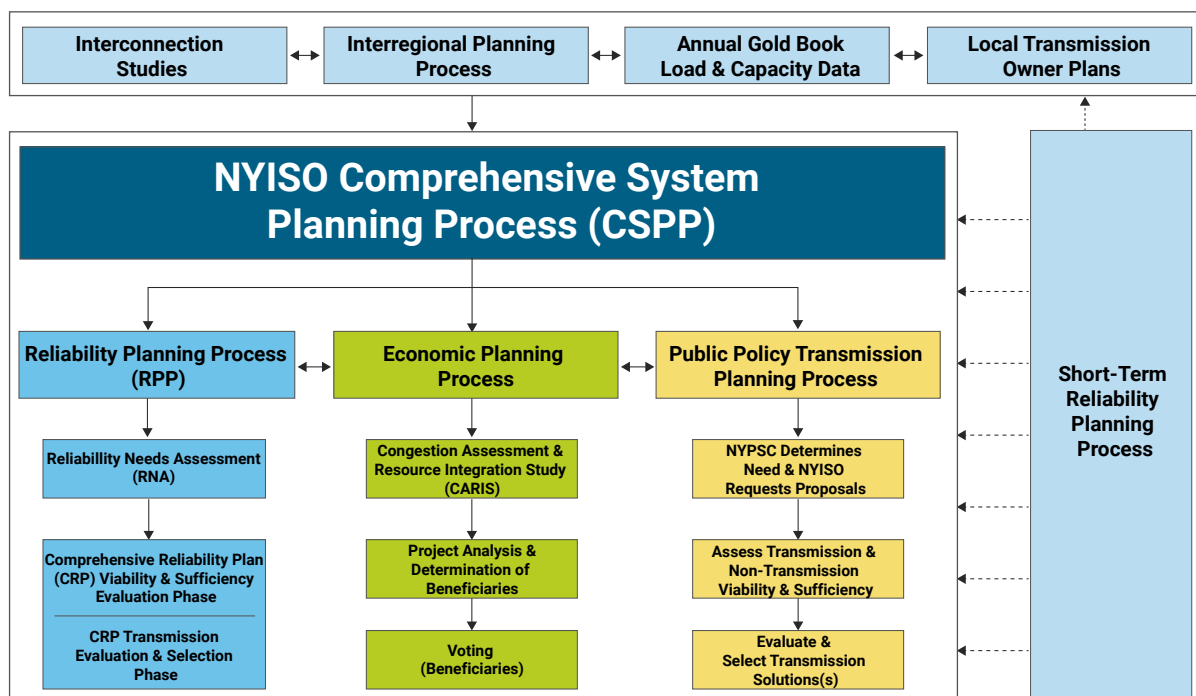 Interconnection
Studies
Interregional Planning
Process
Annual Gold Book
Load & Capacity Data
Local Transmission
Owner Plans
NYISO Comprehensive System
Planning Process (CSPP)
Reliability Planning Process
(RPP)
Economic Planning
Process
Public Policy Transmission
Planning Process
Short-Term
Reliability
Planning
Process
Reliabillity Needs Assessment
(RNA)
Congestion Assessment &
Resource Integration Study
(CARIS)
NYPSC Determines
Need & NYISO
Requests Proposals
Comprehensive Reliability Plan
(CRP) Viability & Sufficiency
Evaluation Phase
CRP Transmission
Evaluation & Selection
Phase
Project Analysis &
Determination of
Beneficiaries
Assess Transmission &
Non-Transmission
Viability & Sufficiency
Voting
(Beneficiaries)
Evaluate &
Select Transmission
Solutions(s)